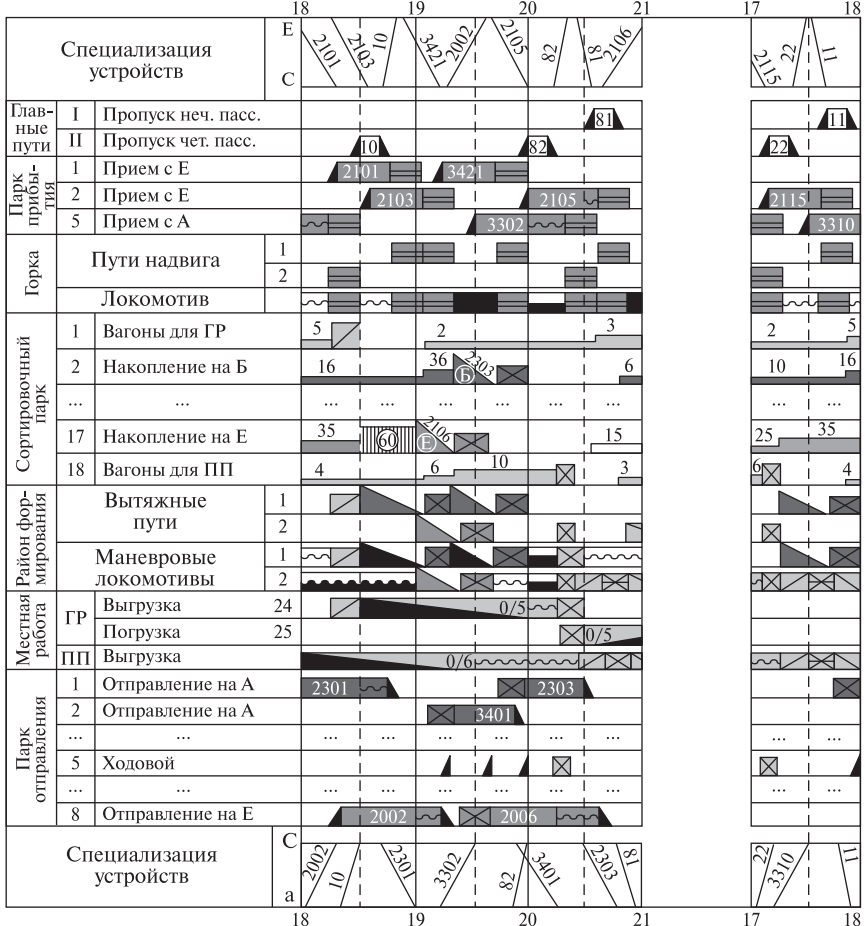 18 19 20 21 17 18
Специализация устройств Е С 2101 2103 10 3421 2002 2105 82 81 2106 2115 22 11
Главные пути I Пропуск неч. пасс. 81 11
II Пропуск чет. пасс. 10 82 22
Парк прибытия 1 Прием с Е 2101 3421
2 Прием с Е 2103 2105 2115
5 Прием с А 3302 3310
Горка Пути надвига 1
2
Локомотив
Сортировочный парк 1 Вагоны для ГР 5 2 3 2 5
2 Накопление на Б 16 36 Б 2303 6 10 16
... ... ... ... ... ... ... ...
17 Накопление на Е 35 60 Е 2106 15 25 35
18 Вагоны для ПП 4 6 10 3 6 4
Район формирования Вытяжные пути 1
2
Маневровые локомотивы 1
2
Местная работа ГР Выгрузка 24 0/5
Погрузка 25 0/5
ПП Выгрузка 0/6
Парк отправления 1 Отправление на А 2301 2303
2 Отправление на А 3401
... ... ... ... ... ... ... ...
5 Ходовой
... ... ... ... ... ... ... ...
8 Отправление на Е 2002 2006
Специализация устройств С а 2002 10 2301 3302 82 3401 2303 81 22 3310 11
18 19 20 21 17 18